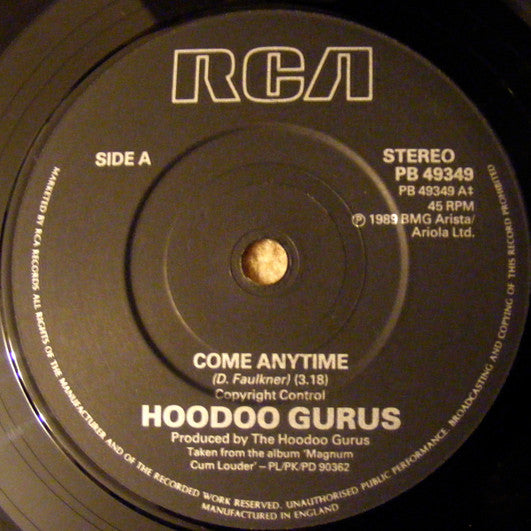 RCA
SIDE A
STEREO
PB 49349
PB 49349 A‡
45 RPM
℗ 1989 BMG Arista/
Ariola Ltd.
COME ANYTIME
(D. Faulkner) (3.18)
Copyright Control
HOODOO GURUS
Produced by The Hoodoo Gurus
Taken from the album 'Magnum
Cum Louder' – PL/PK/PD 90362
MARKETED BY RCA RECORDS ALL RIGHTS OF THE MANUFACTURER AND OF THE OWNER OF THE RECORDED WORK RESERVED. UNAUTHORISED PUBLIC PERFORMANCE, BROADCASTING AND COPYING OF THIS RECORD PROHIBITED
MANUFACTURED IN ENGLAND